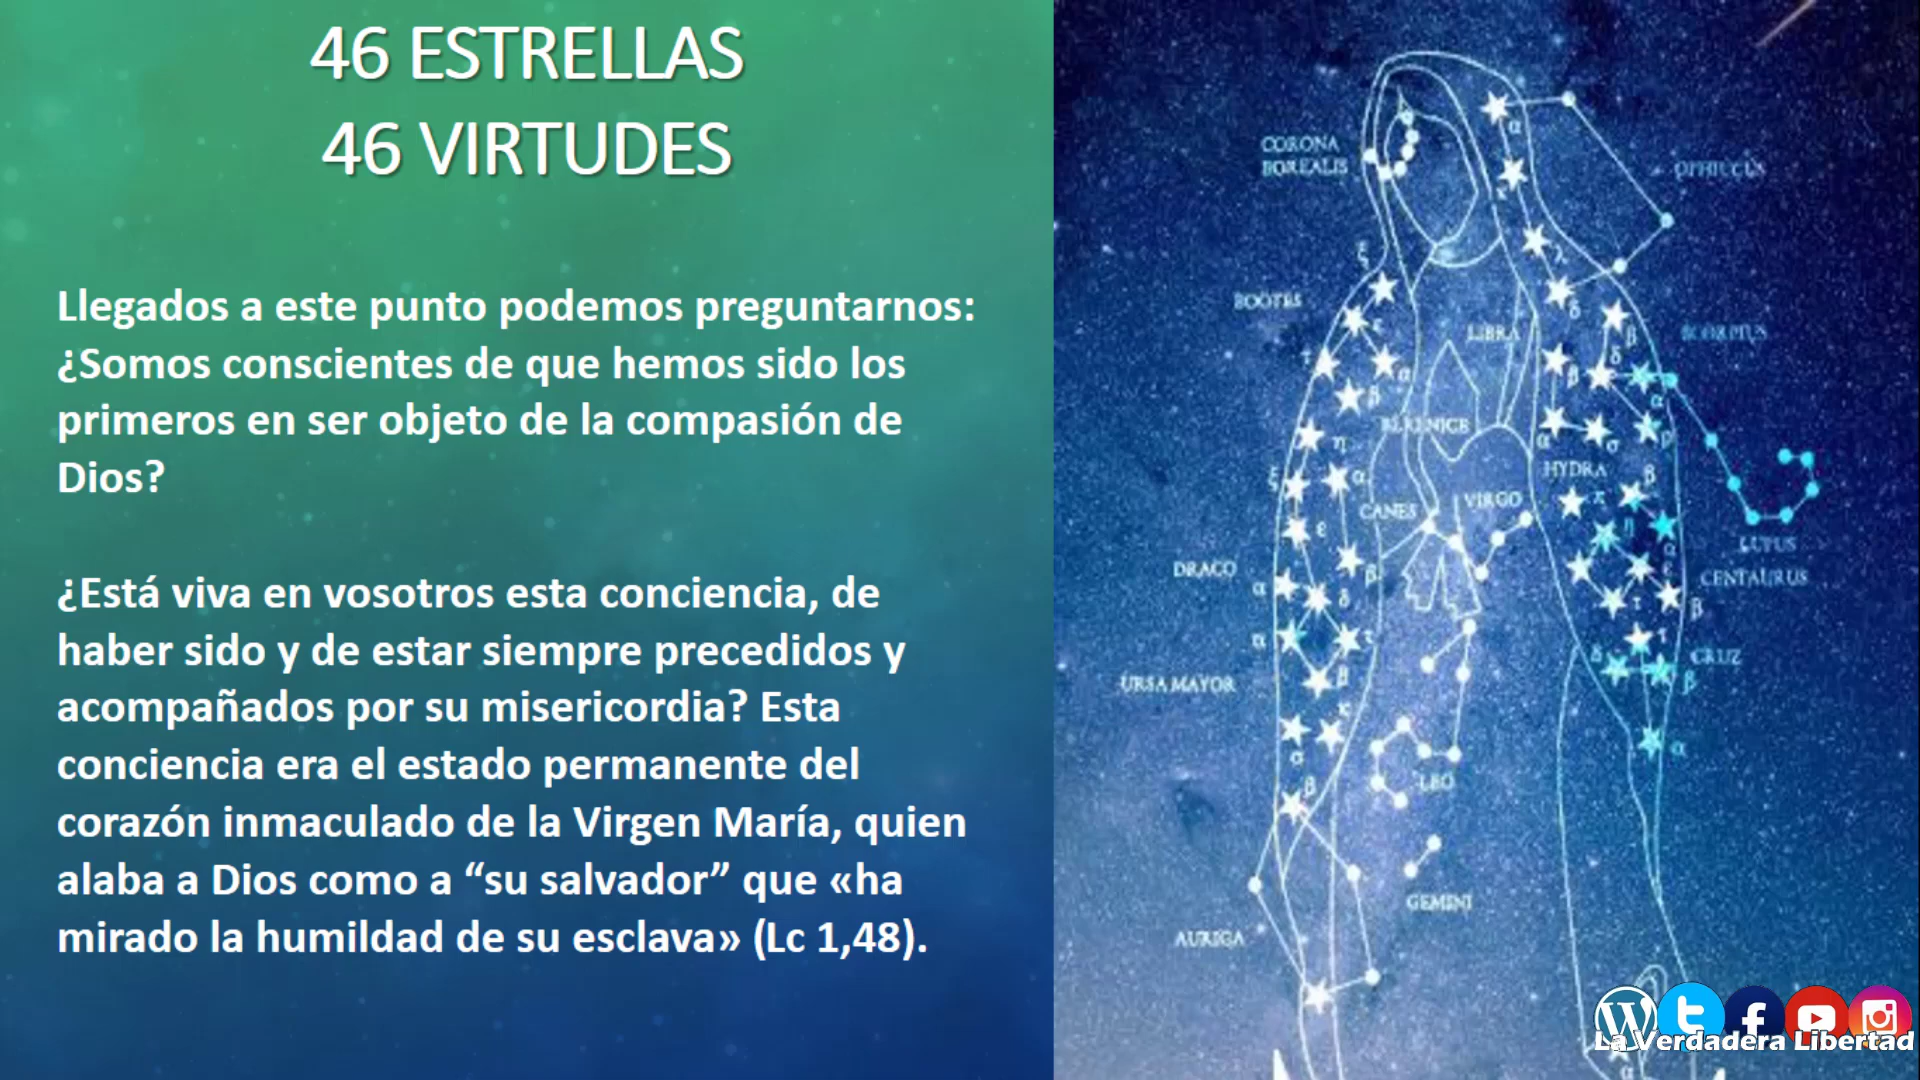 46 ESTRELLAS
46 VIRTUDES
Llegados a este punto podemos preguntarnos:
¿Somos conscientes de que hemos sido los
primeros en ser objeto de la compasión de
Dios?
¿Está viva en vosotros esta conciencia, de
haber sido y de estar siempre precedidos y
acompañados por su misericordia? Esta
conciencia era el estado permanente del
corazón inmaculado de la Virgen María, quien
alaba a Dios como a “su salvador” que «ha
mirado la humildad de su esclava» (Lc 1,48).
CORONA
BOREALIS
OPHIUCUS
BOOTES
LIBRA
SCORPIUS
BERENICE
HYDRA
CANES
VIRGO
LUPUS
DRACO
CENTAURUS
CRUZ
URSA MAYOR
LEO
GEMINI
AURIGA
La Verdadera Libertad